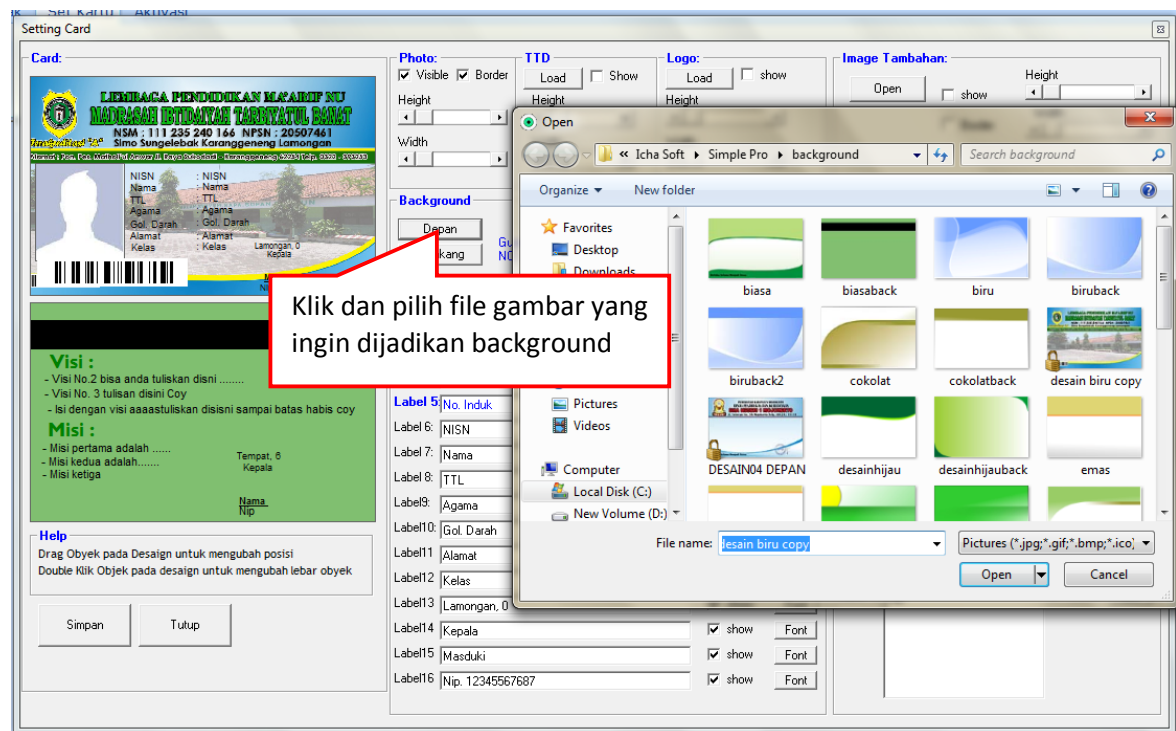 Set Kartu Aktivasi
Setting Card
Card:
LEMBAGA PENDIDIKAN MA'ARIF NU
MADRASAH IBTIDAIYAH TARBIYATUL BANAT
NSM : 111 235 240 166 NPSN : 20507461
Simo Sungelebak Karanggeneng Lamongan
NISN : NISN
Nama : Nama
TTL : TTL
Agama : Agama
Gol. Darah : Gol. Darah
Alamat : Alamat
Kelas : Kelas
Lamongan, 0
Kepala
Visi :
- Visi No.2 bisa anda tuliskan disni ........
- Visi No. 3 tulisan disini Coy
- Isi dengan visi aaaastuliskan disisni sampai batas habis coy
Misi :
- Misi pertama adalah ......
- Misi kedua adalah.......
- Misi ketiga
Tempat, 6
Kepala
Nama
Nip
Help
Drag Obyek pada Desaign untuk mengubah posisi
Double Klik Objek pada desaign untuk mengubah lebar obyek
Simpan Tutup
Photo:
Visible Border
Height
Width
TTD
Load Show
Height
Logo:
Load show
Height
Image Tambahan:
Open show
Height
Background
Depan
kang
Klik dan pilih file gambar yang
ingin dijadikan background
Label 5: No. Induk
Label 6: NISN
Label 7: Nama
Label 8: TTL
Label9: Agama
Label10: Gol. Darah
Label11 Alamat
Label12 Kelas
Label13 Lamongan, 0
Label14 Kepala show Font
Label15 Masduki show Font
Label16 Nip. 12345567687 show Font
Open
« Icha Soft Simple Pro background
Search background
Organize New folder
Favorites
Desktop
Downloads
Pictures
Videos
Computer
Local Disk (C:)
New Volume (D:)
biasa biasaback biru biruback
biruback2 cokolat cokolatback desain biru copy
DESAIN04 DEPAN desainhijau desainhijauback emas
File name: desain biru copy
Pictures (*.jpg;*.gif;*.bmp;*.ico)
Open Cancel